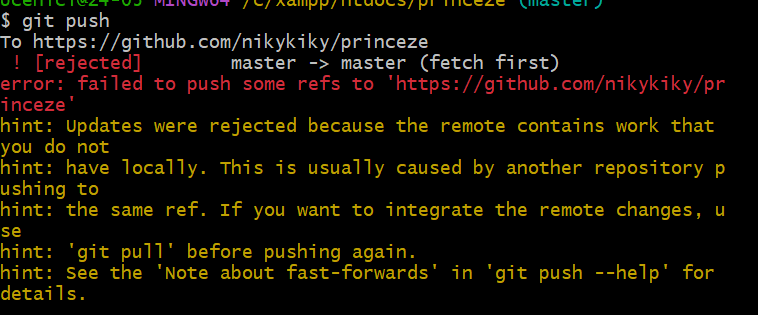 MINGW64 /c/xampp/htdocs/princeze (master)
$ git push
To https://github.com/nikykiky/princeze
 ! [rejected]        master -> master (fetch first)
error: failed to push some refs to 'https://github.com/nikykiky/pr
inceze'
hint: Updates were rejected because the remote contains work that
you do not
hint: have locally. This is usually caused by another repository p
ushing to
hint: the same ref. If you want to integrate the remote changes, u
se
hint: 'git pull' before pushing again.
hint: See the 'Note about fast-forwards' in 'git push --help' for
details.